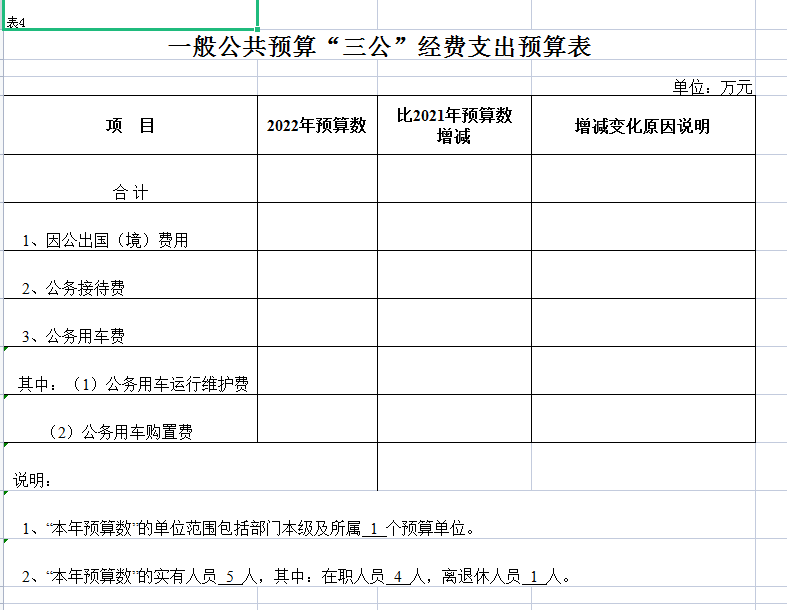 表4
一般公共预算“三公”经费支出预算表
单位：万元
项 目 2022年预算数 比2021年预算数增减 增减变化原因说明
合 计
1、因公出国（境）费用
2、公务接待费
3、公务用车费
其中：（1）公务用车运行维护费
（2）公务用车购置费
说明：
1、“本年预算数”的单位范围包括部门本级及所属 1 个预算单位。
2、“本年预算数”的实有人员 5 人，其中：在职人员 4 人，离退休人员 1 人。